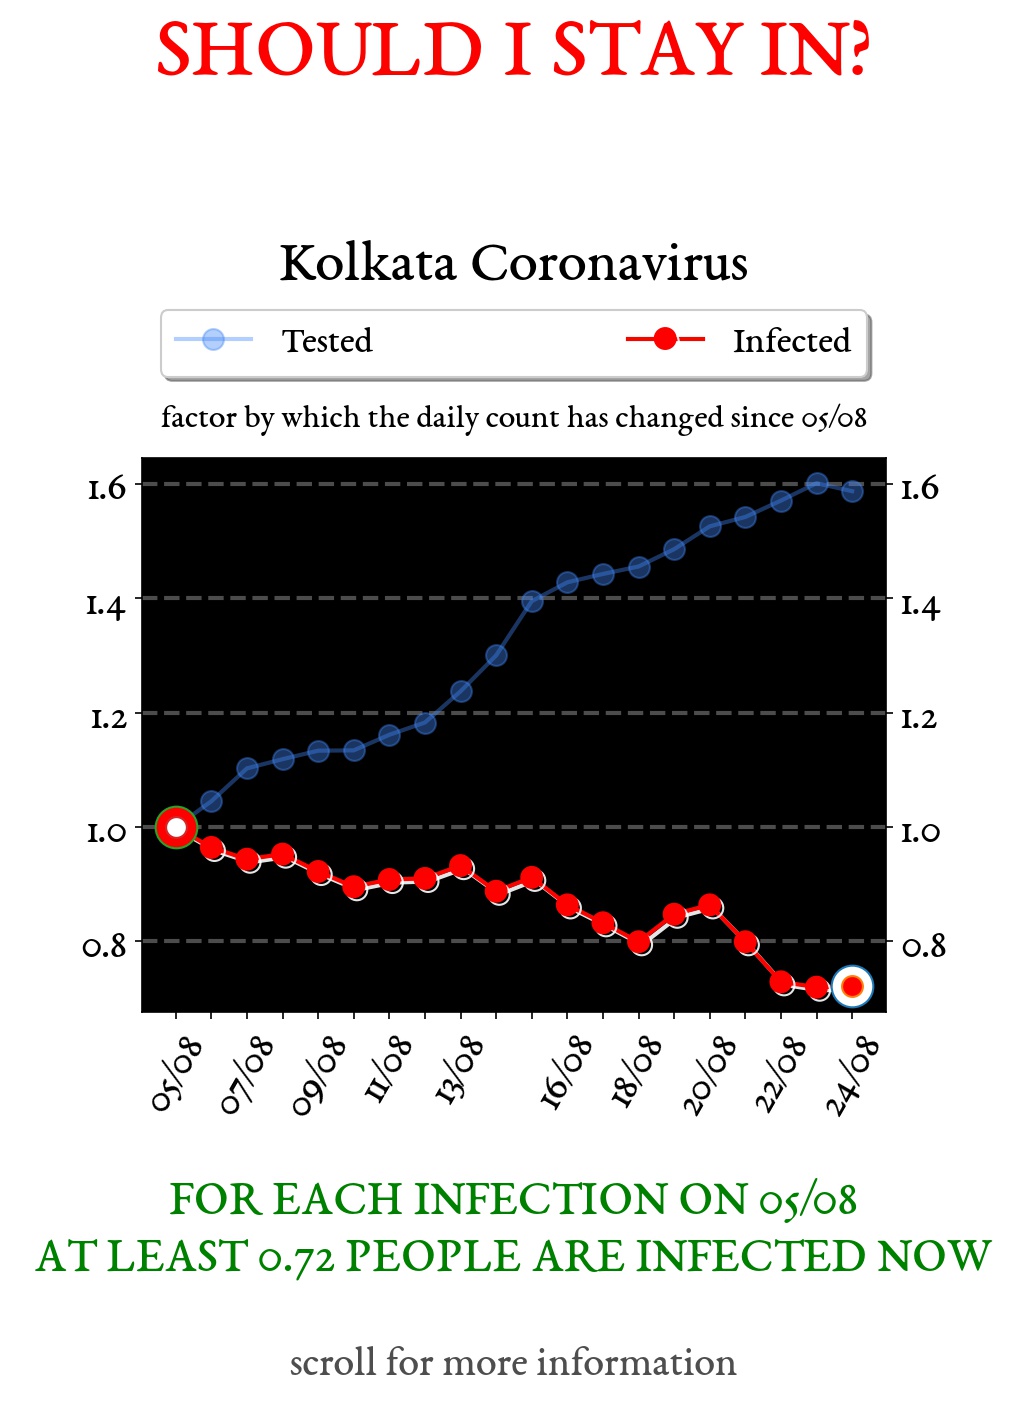 SHOULD I STAY IN?
Kolkata Coronavirus
Tested Infected
factor by which the daily count has changed since 05/08
1.6 1.6
1.4 1.4
1.2 1.2
1.0 1.0
0.8 0.8
05/08 07/08 09/08 11/08 13/08 16/08 18/08 20/08 22/08 24/08
FOR EACH INFECTION ON 05/08
AT LEAST 0.72 PEOPLE ARE INFECTED NOW
scroll for more information